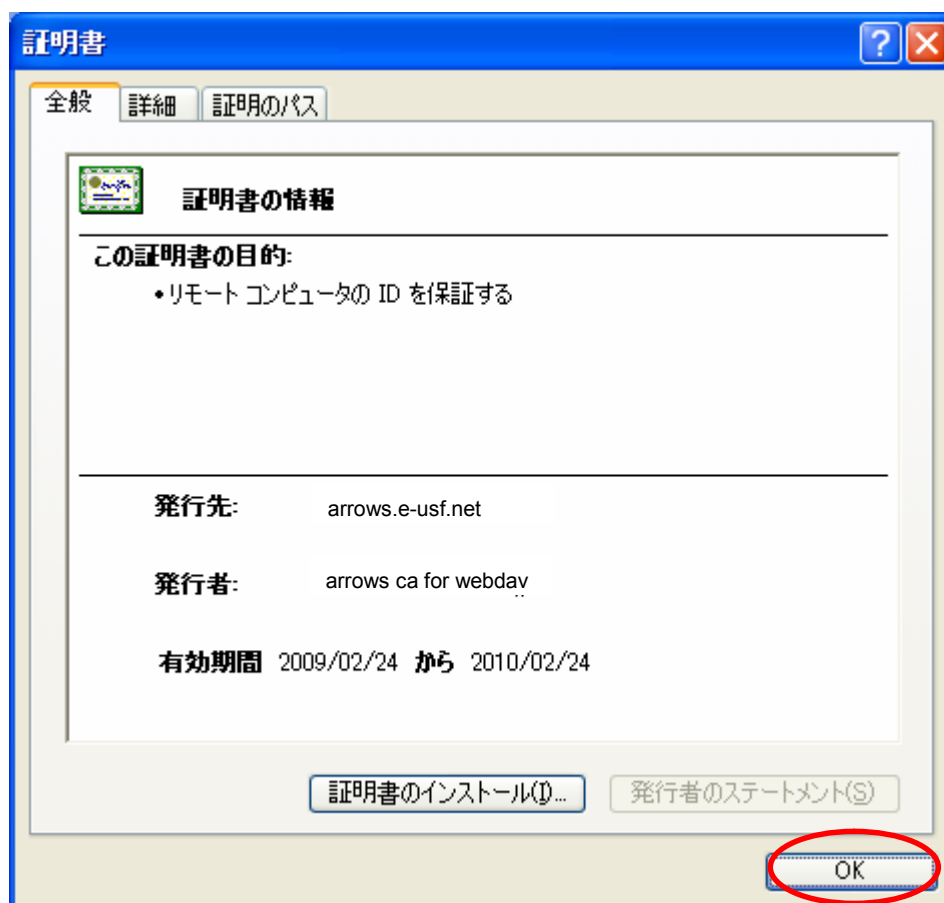 証明書
全般 詳細 証明のパス
証明書の情報
この証明書の目的:
•リモート コンピュータの ID を保証する
発行先: arrows.e-usf.net
発行者: arrows ca for webdav
有効期間 2009/02/24 から 2010/02/24
証明書のインストール(I)... 発行者のステートメント(S)
OK